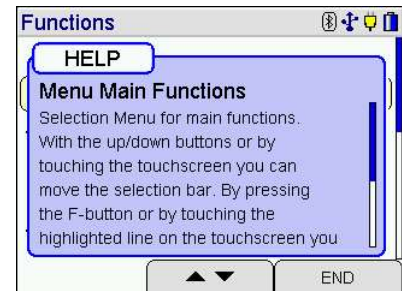 Functions
HELP
Menu Main Functions
Selection Menu for main functions.
With the up/down buttons or by
touching the touchscreen you can
move the selection bar. By pressing
the F-button or by touching the
highlighted line on the touchscreen you
END